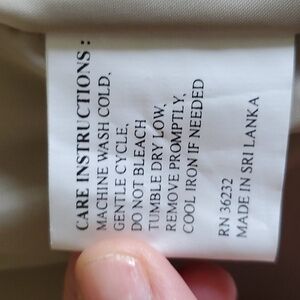 CARE INSTRUCTIONS :
MACHINE WASH COLD,
GENTLE CYCLE,
DO NOT BLEACH
TUMBLE DRY LOW,
REMOVE PROMPTLY,
COOL IRON IF NEEDED
RN 36232
MADE IN SRI LANKA